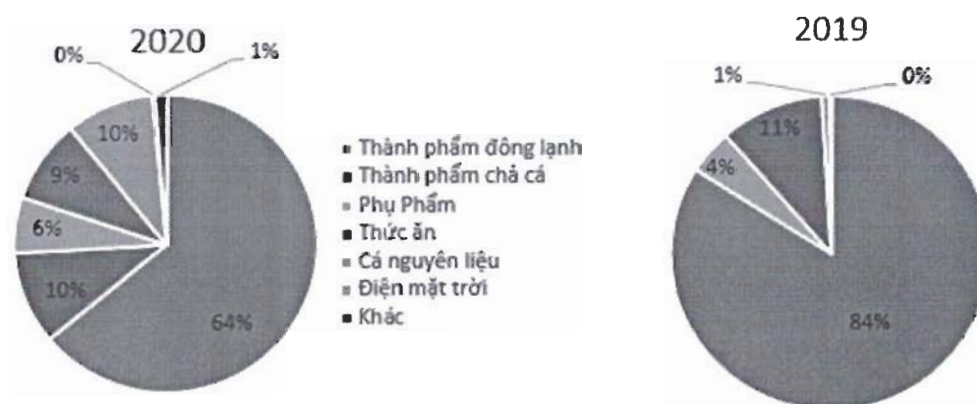 2020
0%
1%
10%
9%
6%
10%
64%
Thành phẩm đông lạnh
Thành phẩm chả cá
Phụ Phẩm
Thức ăn
Cá nguyên liệu
Điện mặt trời
Khác
2019
1%
0%
11%
4%
84%